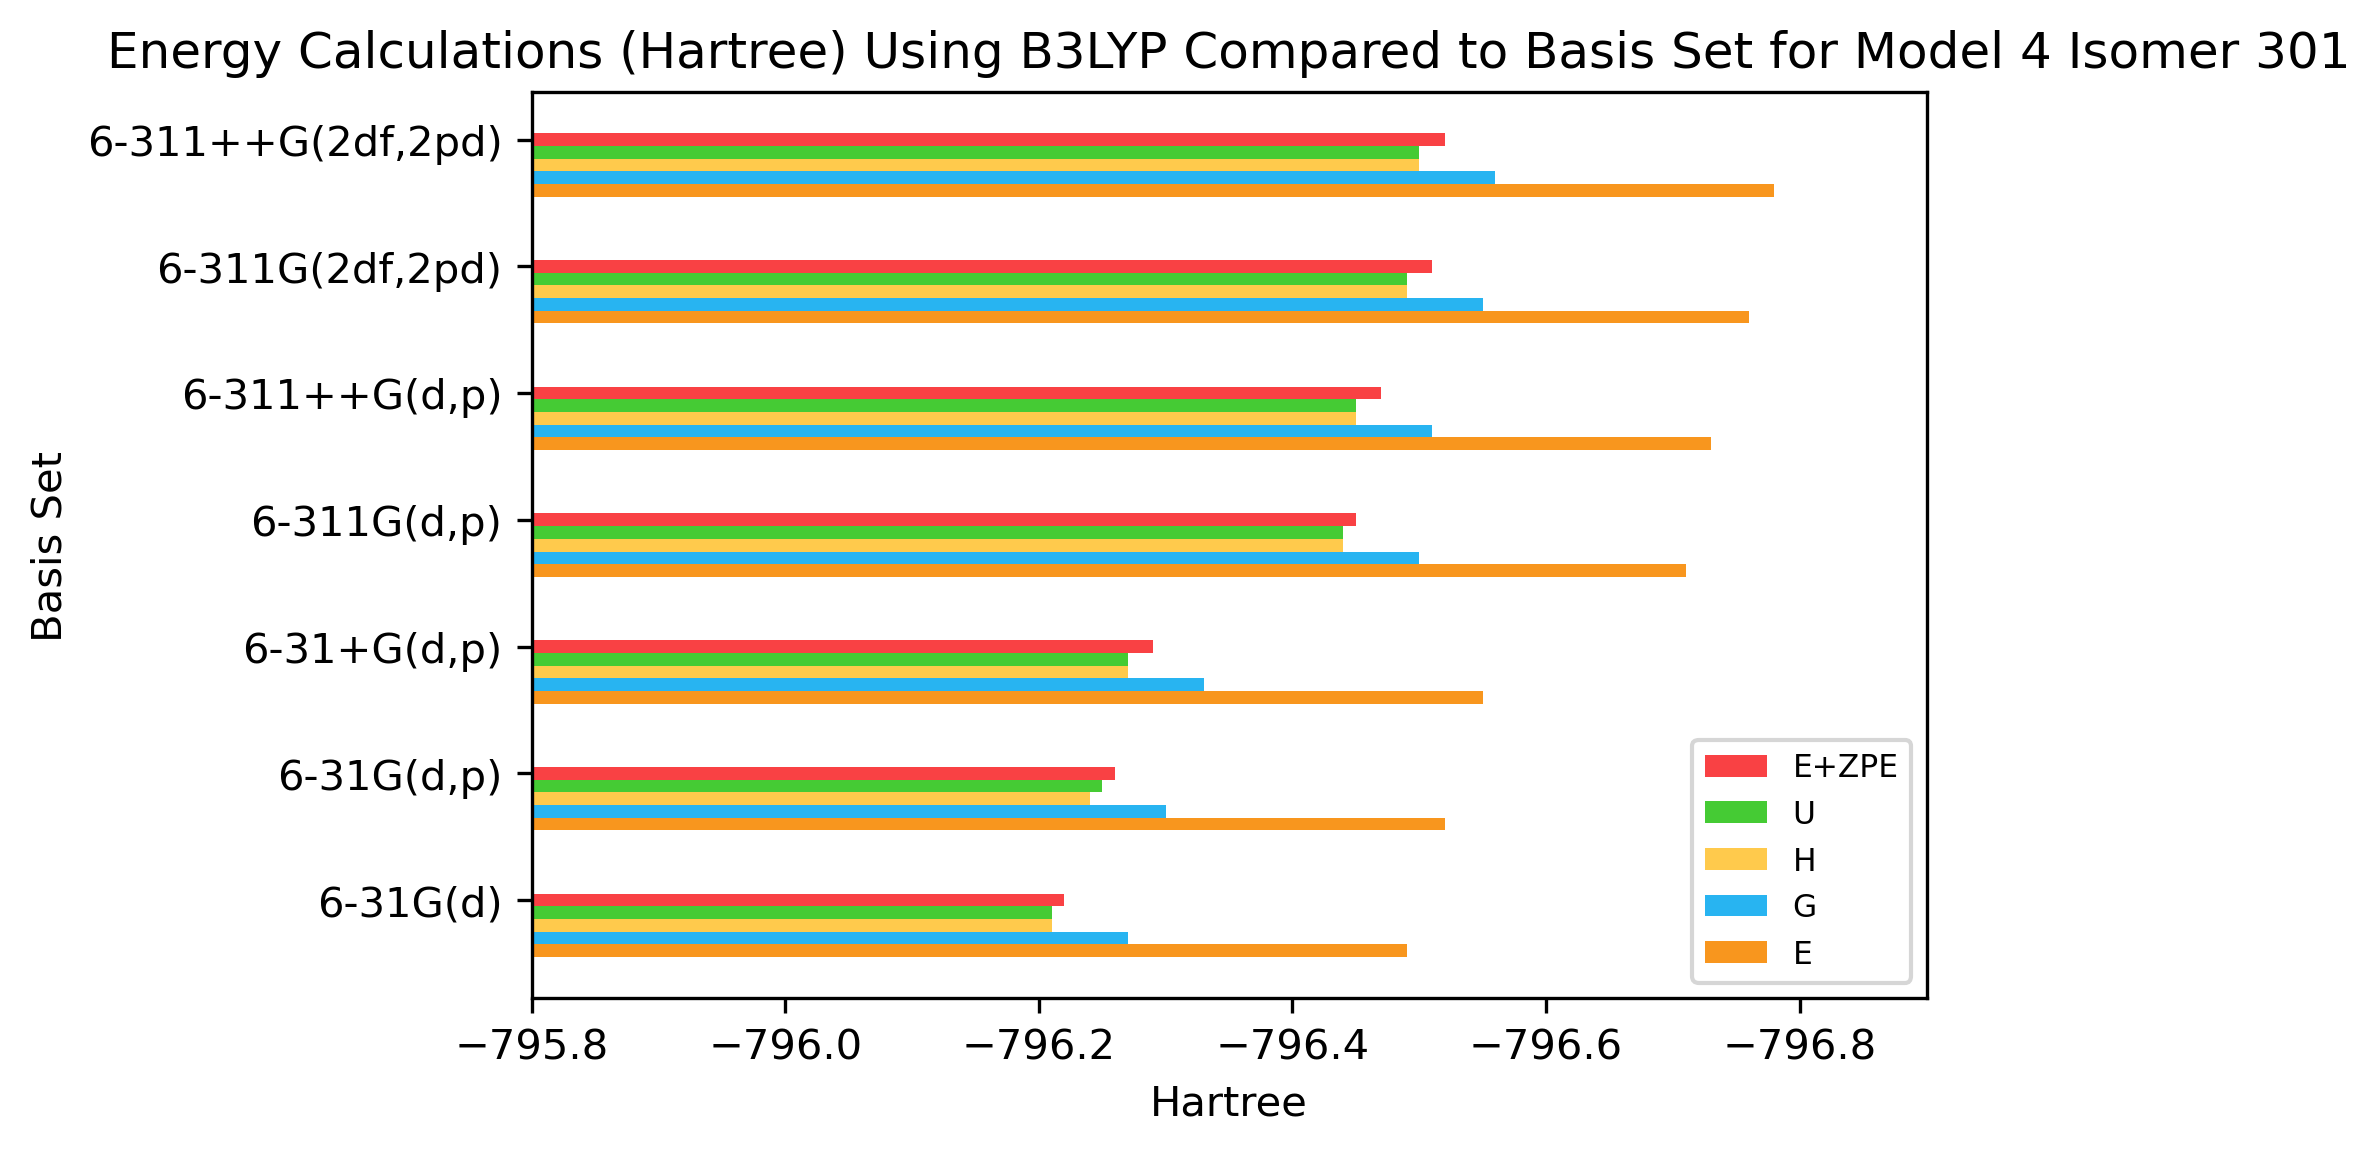 Energy Calculations (Hartree) Using B3LYP Compared to Basis Set for Model 4 Isomer 301
6-311++G(2df,2pd)
6-311G(2df,2pd)
6-311++G(d,p)
6-311G(d,p)
6-31+G(d,p)
6-31G(d,p)
6-31G(d)
Basis Set
E+ZPE
U
H
G
E
−795.8 −796.0 −796.2 −796.4 −796.6 −796.8
Hartree